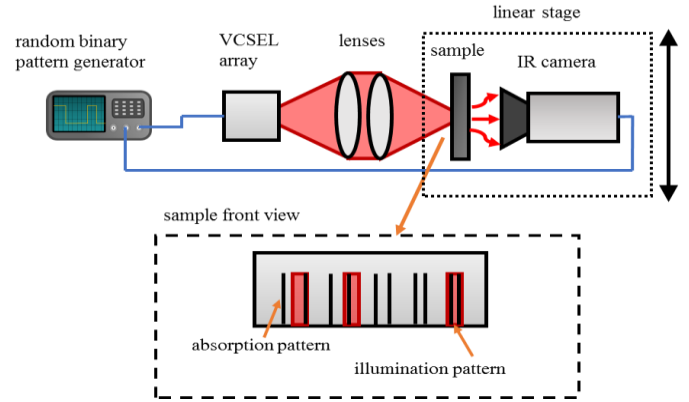 linear stage
random binary
pattern generator
VCSEL
array
lenses
sample
IR camera
sample front view
absorption pattern
illumination pattern